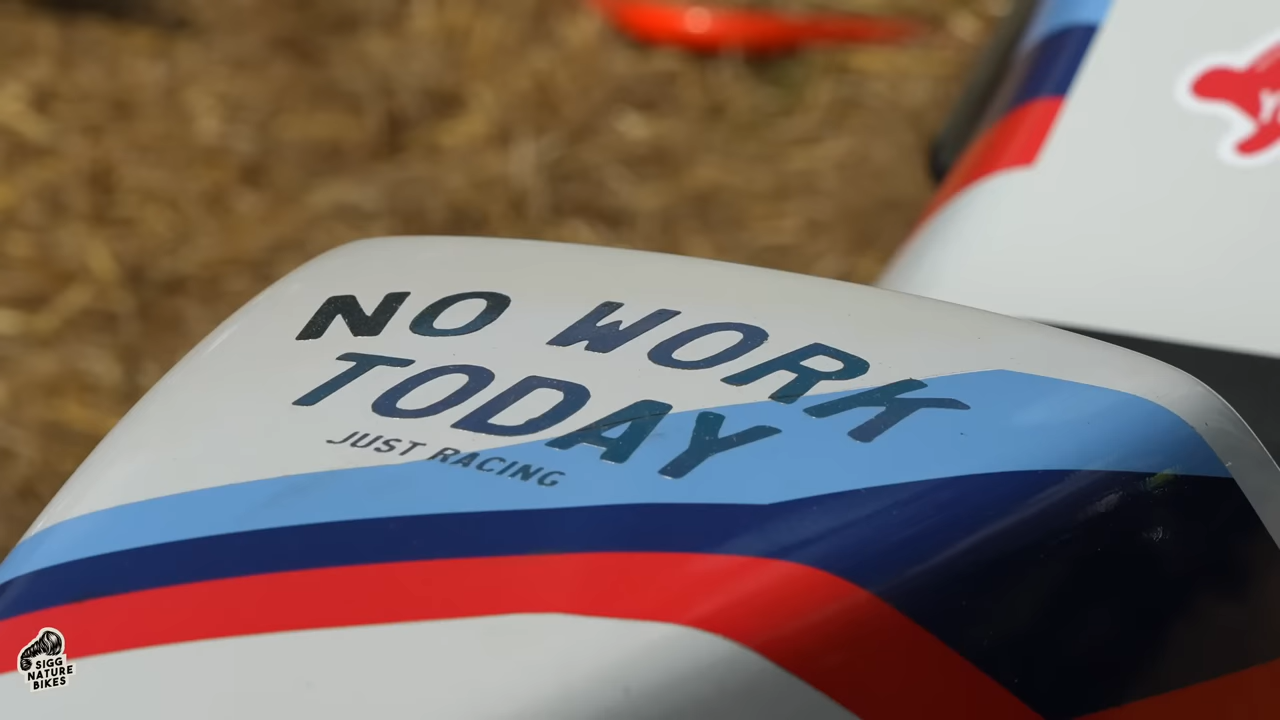 NO WORK
TODAY
JUST RACING
SIGG
NATURE
BIKES